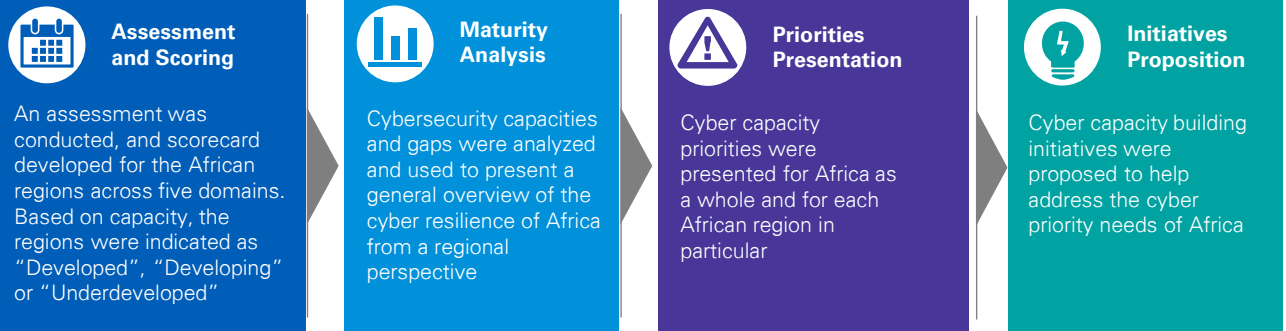 Assessment
and Scoring
An assessment was
conducted, and scorecard
developed for the African
regions across five domains.
Based on capacity, the
regions were indicated as
“Developed”, “Developing”
or “Underdeveloped”
Maturity
Analysis
Cybersecurity capacities
and gaps were analyzed
and used to present a
general overview of the
cyber resilience of Africa
from a regional
perspective
Priorities
Presentation
Cyber capacity
priorities were
presented for Africa as
a whole and for each
African region in
particular
Initiatives
Proposition
Cyber capacity building
initiatives were
proposed to help
address the cyber
priority needs of Africa